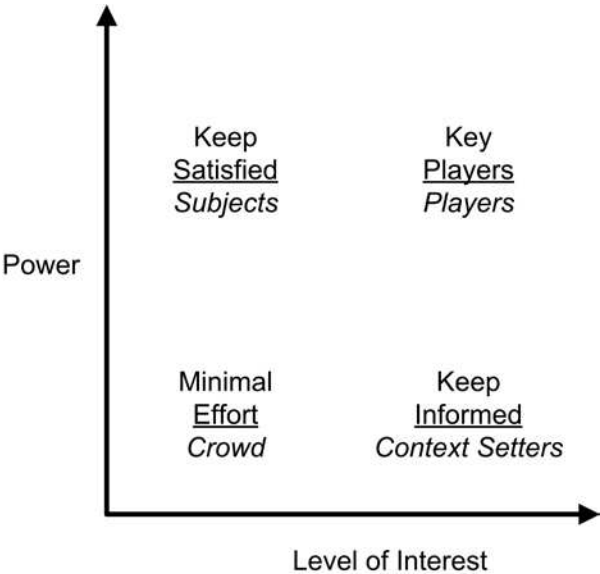 Keep
Satisfied
Subjects
Key
Players
Players
Power
Minimal
Effort
Crowd
Keep
Informed
Context Setters
Level of Interest